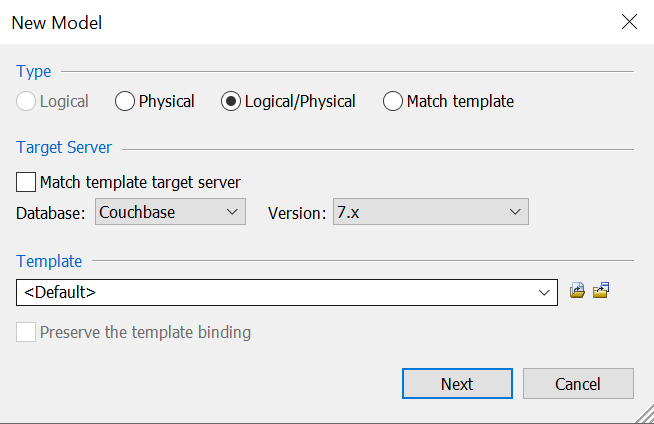 New Model
Type
Logical Physical Logical/Physical Match template
Target Server
Match template target server
Database: Couchbase Version: 7.x
Template
<Default>
Preserve the template binding
Next Cancel